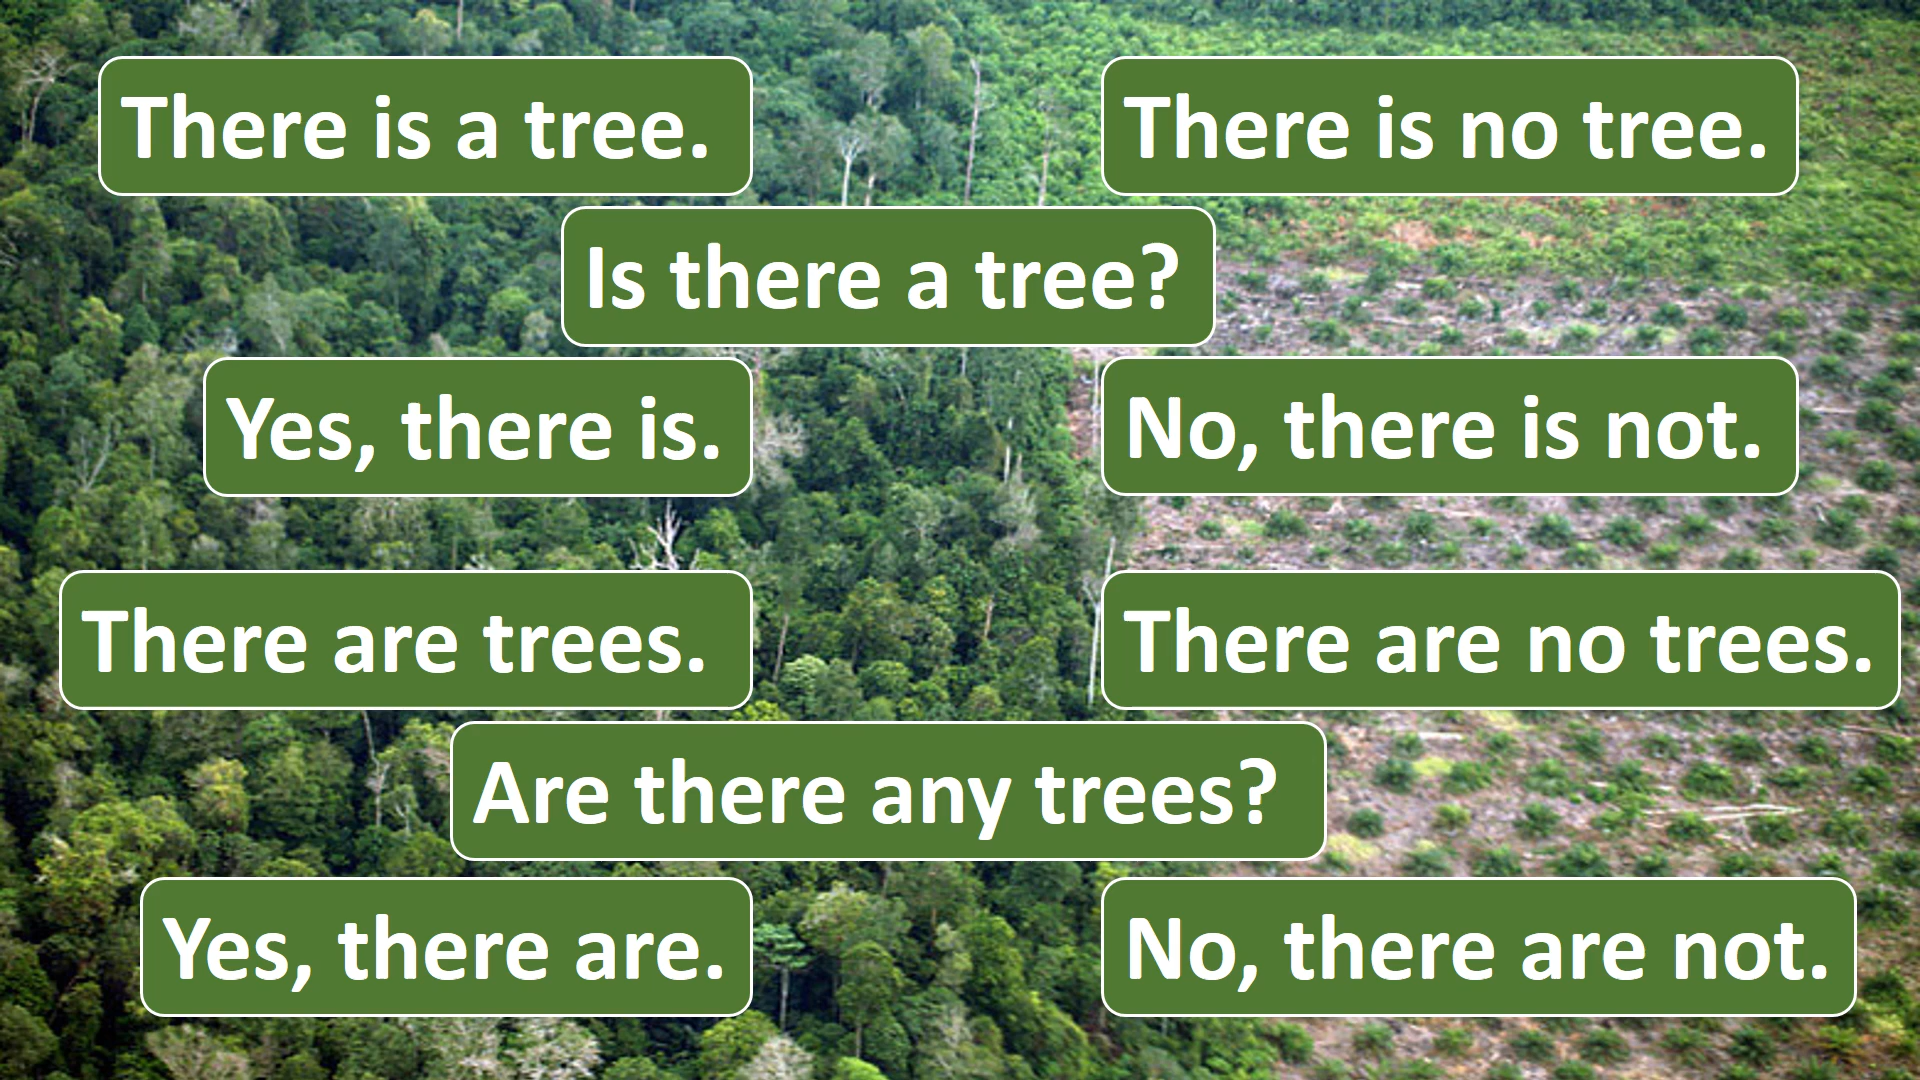 There is a tree.
There is no tree.
Is there a tree?
Yes, there is.
No, there is not.
There are trees.
There are no trees.
Are there any trees?
Yes, there are.
No, there are not.